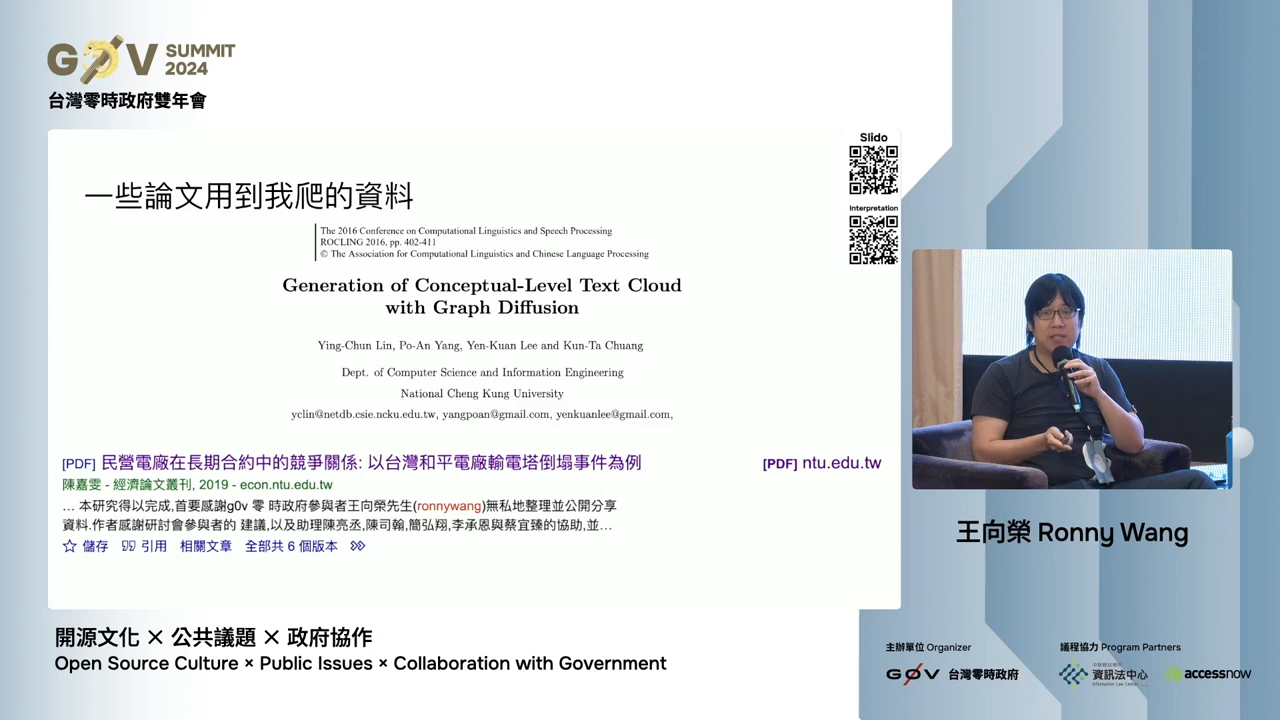 G0V SUMMIT 2024
台灣零時政府雙年會
Slido
Interpretation
一些論文用到我爬的資料
The 2016 Conference on Computational Linguistics and Speech Processing
ROCLING 2016, pp. 402-411
© The Association for Computational Linguistics and Chinese Language Processing
Generation of Conceptual-Level Text Cloud
with Graph Diffusion
Ying-Chun Lin, Po-An Yang, Yen-Kuan Lee and Kun-Ta Chuang
Dept. of Computer Science and Information Engineering
National Cheng Kung University
yclin@netdb.csie.ncku.edu.tw, yangpoan@gmail.com, yenkuanlee@gmail.com,
[PDF] 民營電廠在長期合約中的競爭關係: 以台灣和平電廠輸電塔倒塌事件為例
[PDF] ntu.edu.tw
陳嘉雯 - 經濟論文叢刊, 2019 - econ.ntu.edu.tw
… 本研究得以完成,首要感謝g0v 零 時政府參與者王向榮先生(ronnywang)無私地整理並公開分享
資料.作者感謝研討會參與者的 建議,以及助理陳亮丞,陳司翰,簡弘翔,李承恩與蔡宜臻的協助,並…
儲存 引用 相關文章 全部共 6 個版本
王向榮 Ronny Wang
開源文化 × 公共議題 × 政府協作
Open Source Culture × Public Issues × Collaboration with Government
主辦單位 Organizer
G0V 台灣零時政府
議程協力 Program Partners
資訊法中心
accessnow